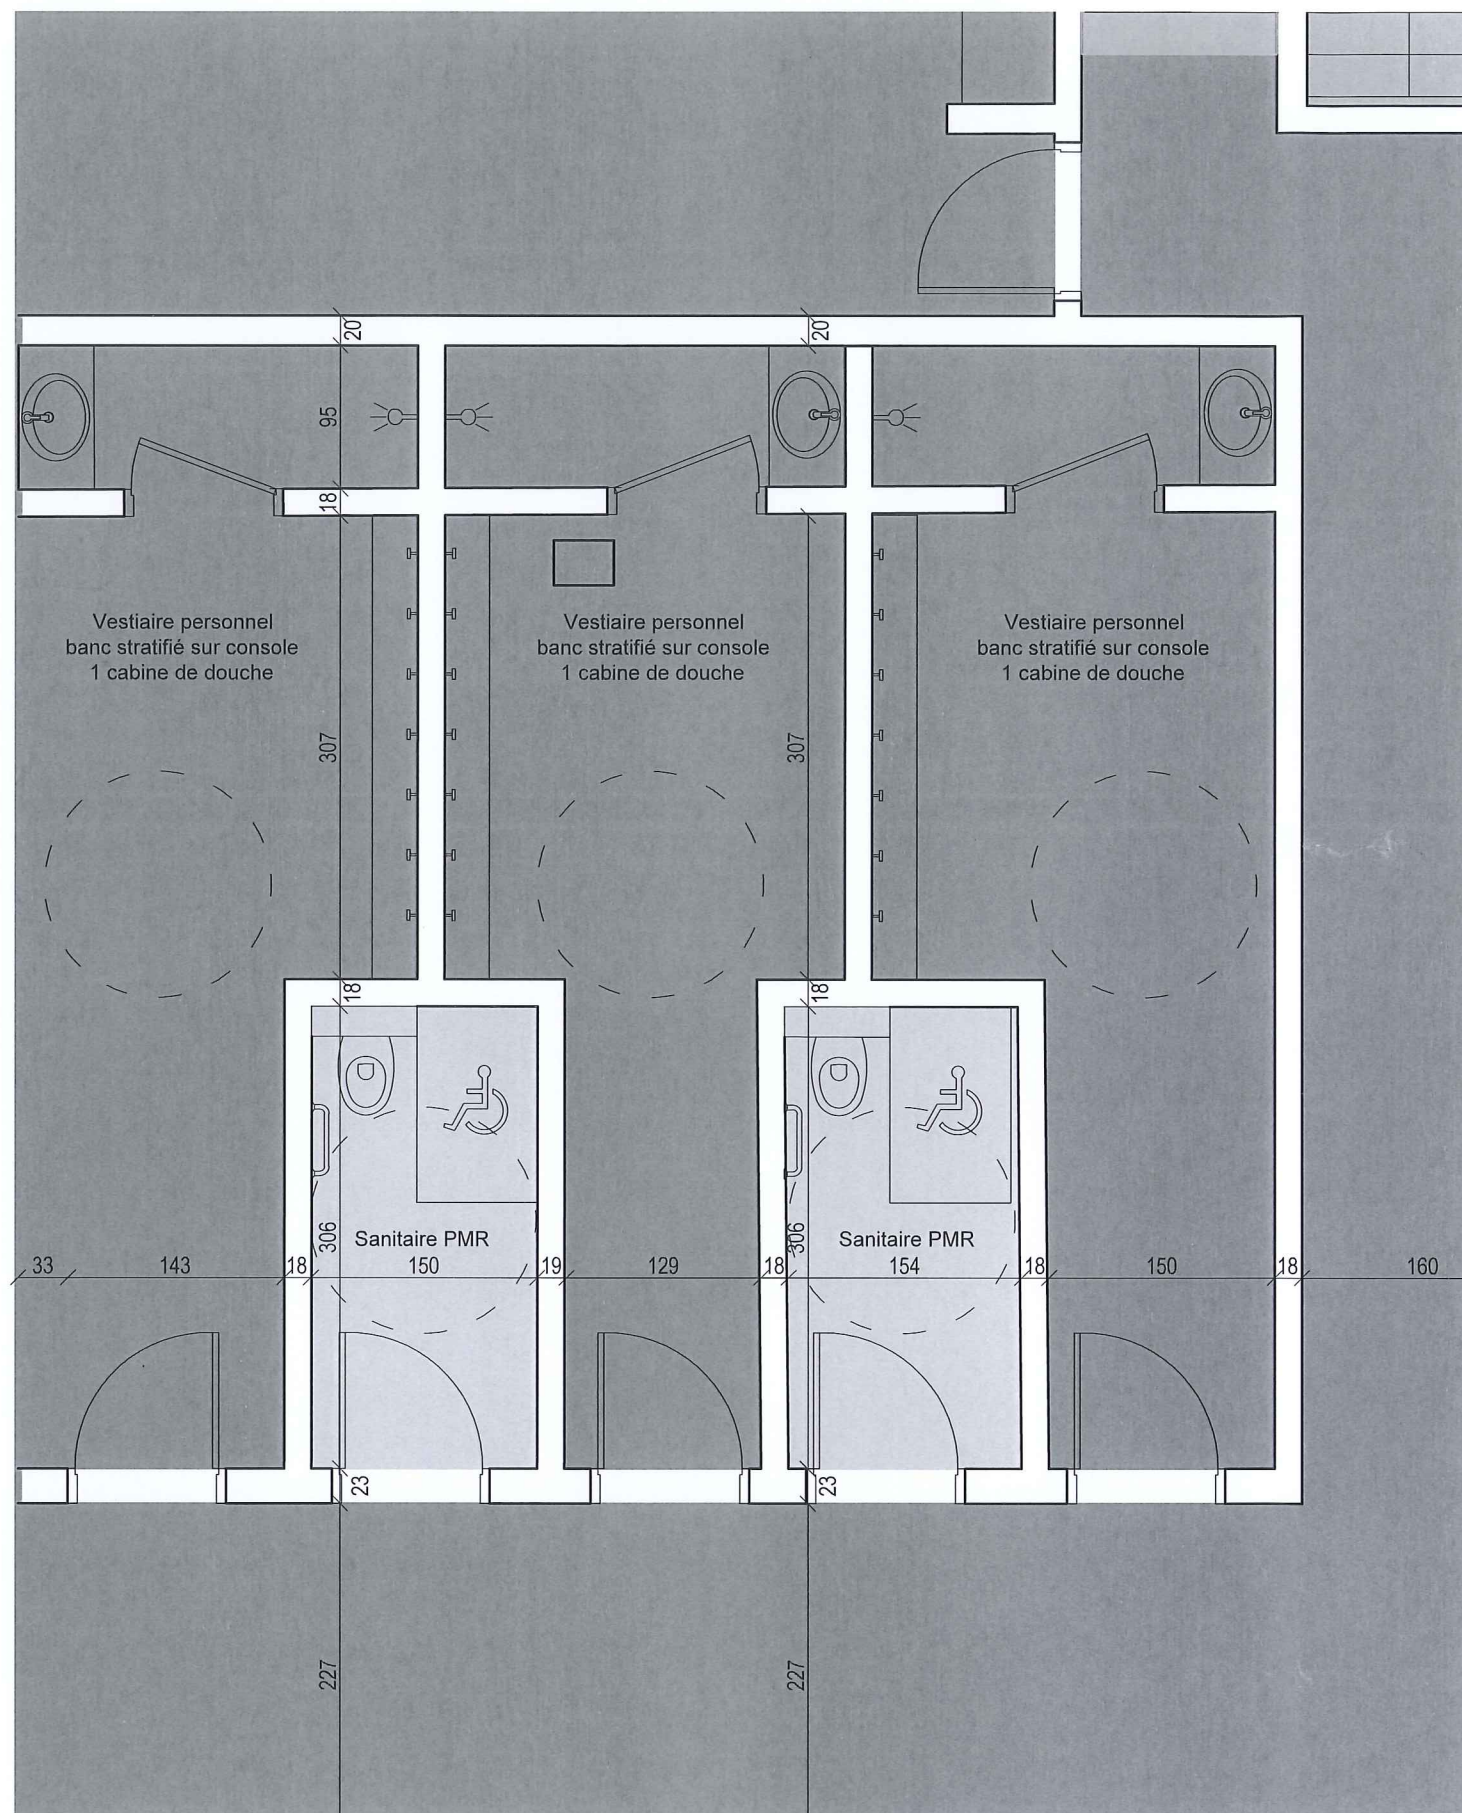 20
20
95
18
Vestiaire personnel
banc stratifié sur console
1 cabine de douche
Vestiaire personnel
banc stratifié sur console
1 cabine de douche
Vestiaire personnel
banc stratifié sur console
1 cabine de douche
307
307
18
18
306
Sanitaire PMR
306
Sanitaire PMR
33 143 18 150 19 129 18 154 18 150 18 160
23
23
227
227